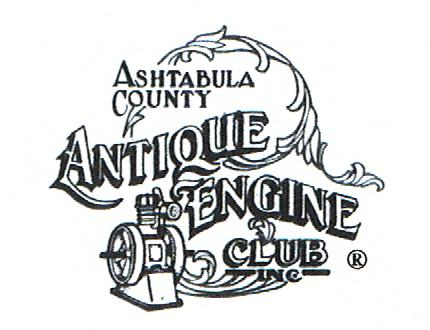 ASHTABULA
COUNTY
ANTIQUE
ENGINE
CLUB
INC ®